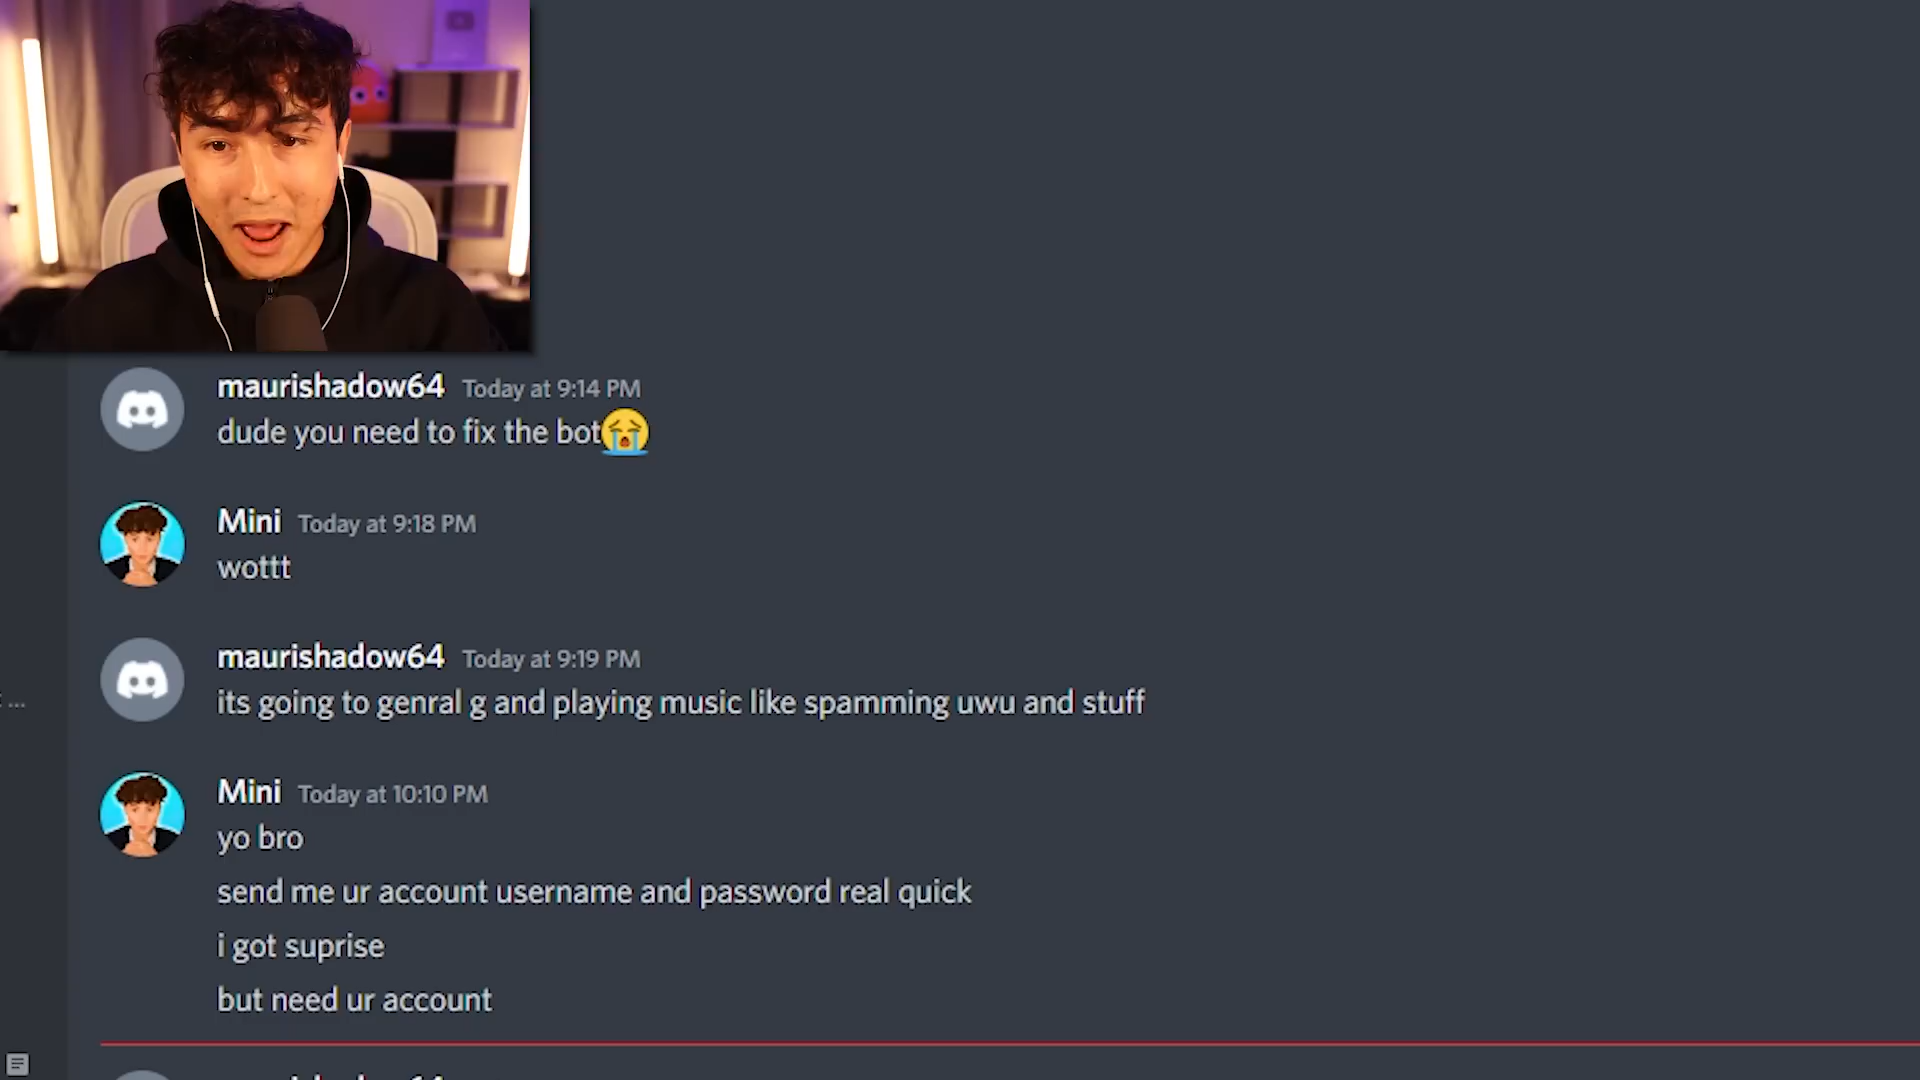 maurishadow64 Today at 9:14 PM
dude you need to fix the bot😭
Mini Today at 9:18 PM
wottt
maurishadow64 Today at 9:19 PM
its going to genral g and playing music like spamming uwu and stuff
Mini Today at 10:10 PM
yo bro
send me ur account username and password real quick
i got suprise
but need ur account